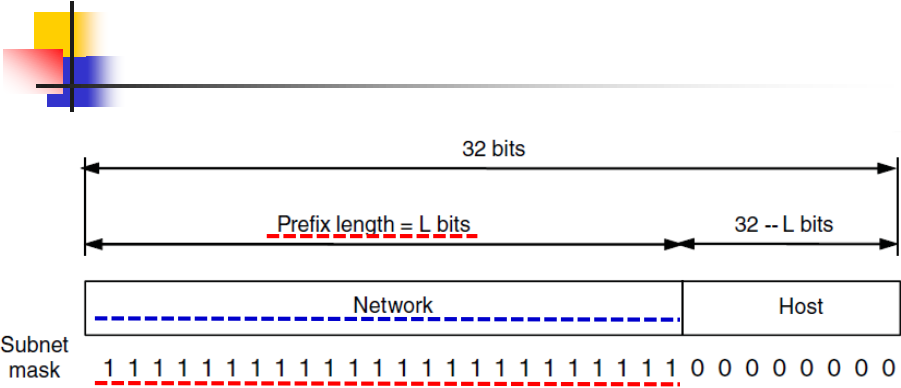 32 bits
Prefix length = L bits 32 -- L bits
Network Host
Subnet
mask 1 1 1 1 1 1 1 1 1 1 1 1 1 1 1 1 1 1 1 1 1 1 1 1 0 0 0 0 0 0 0 0